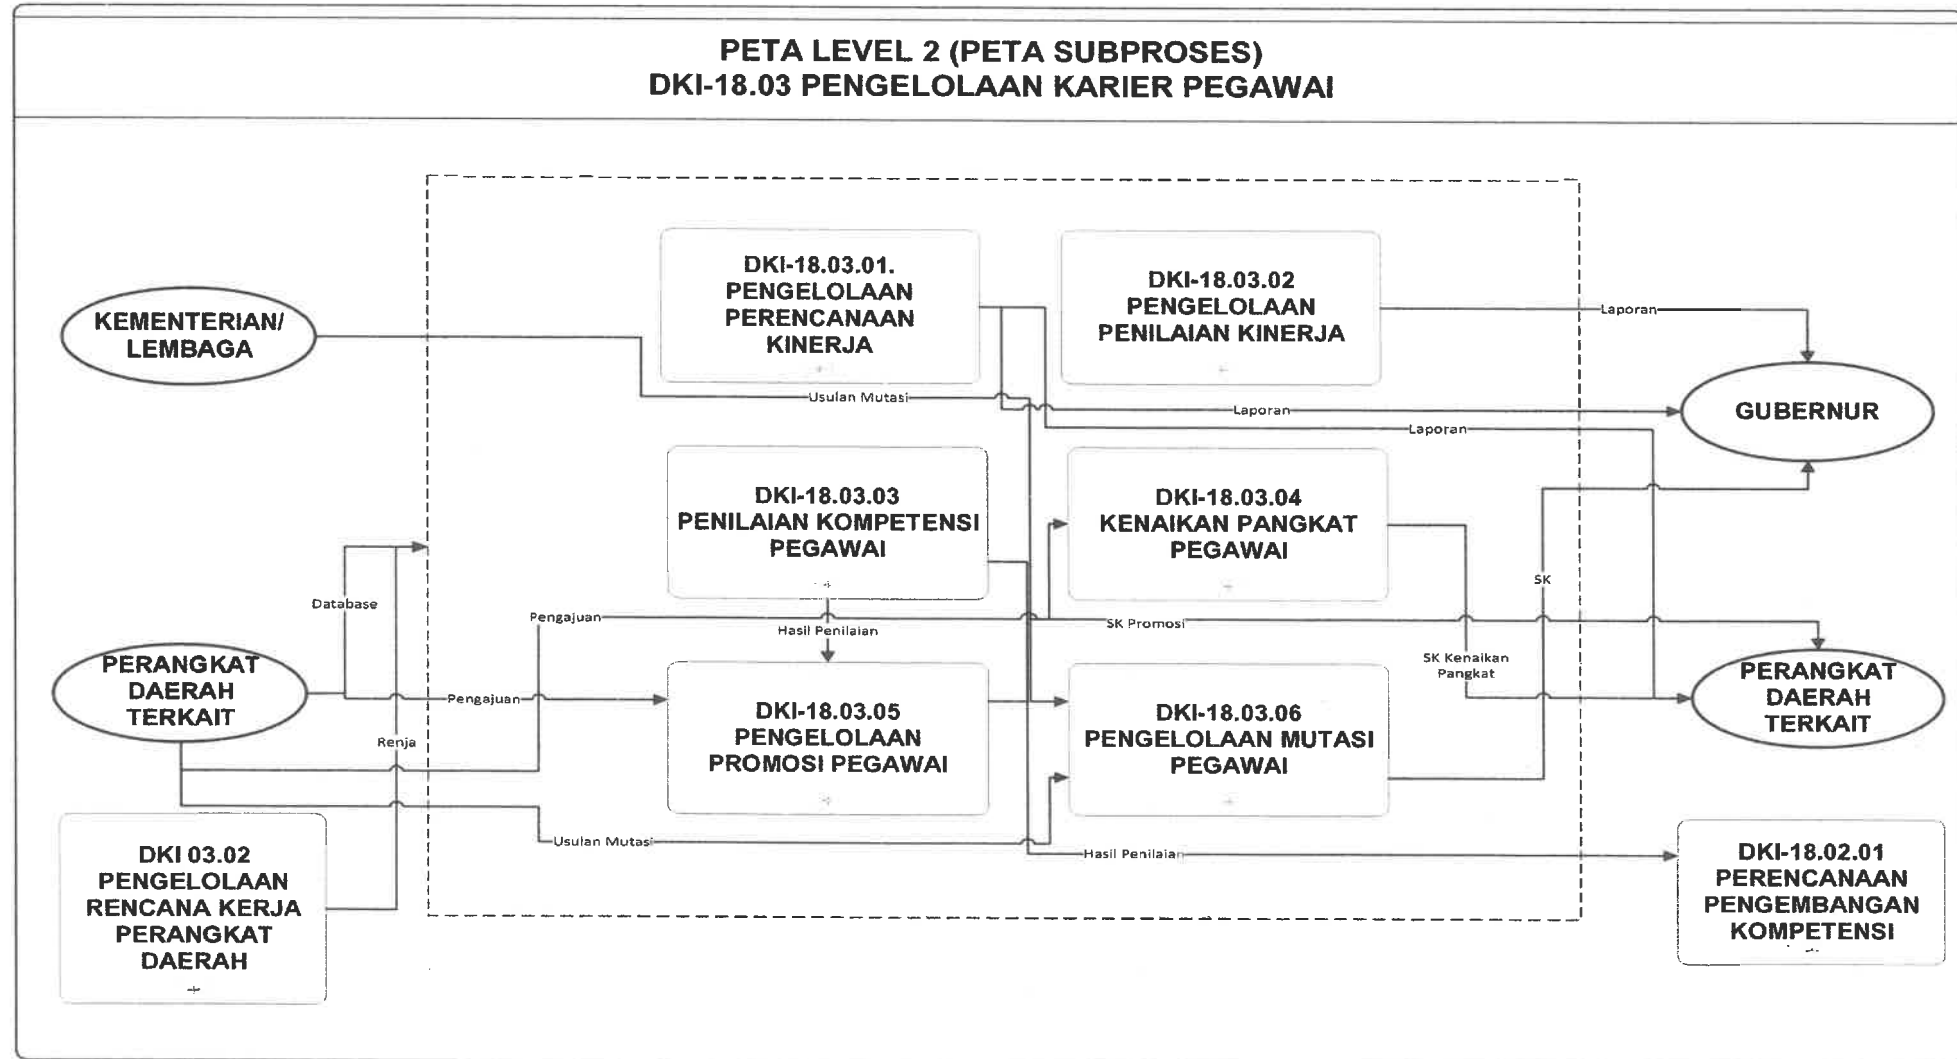 PETA LEVEL 2 (PETA SUBPROSES)
DKI-18.03 PENGELOLAAN KARIER PEGAWAI
KEMENTERIAN/
LEMBAGA
DKI-18.03.01.
PENGELOLAAN
PERENCANAAN
KINERJA
DKI-18.03.02
PENGELOLAAN
PENILAIAN KINERJA
Laporan
Usulan Mutasi
Laporan
Laporan
GUBERNUR
DKI-18.03.03
PENILAIAN KOMPETENSI
PEGAWAI
DKI-18.03.04
KENAIKAN PANGKAT
PEGAWAI
SK
Database
Pengajuan
Hasil Penilaian
SK Promosi
SK Kenaikan
Pangkat
PERANGKAT
DAERAH
TERKAIT
Pengajuan
Renja
DKI-18.03.05
PENGELOLAAN
PROMOSI PEGAWAI
DKI-18.03.06
PENGELOLAAN MUTASI
PEGAWAI
PERANGKAT
DAERAH
TERKAIT
Usulan Mutasi
Hasil Penilaian
DKI 03.02
PENGELOLAAN
RENCANA KERJA
PERANGKAT
DAERAH
DKI-18.02.01
PERENCANAAN
PENGEMBANGAN
KOMPETENSI